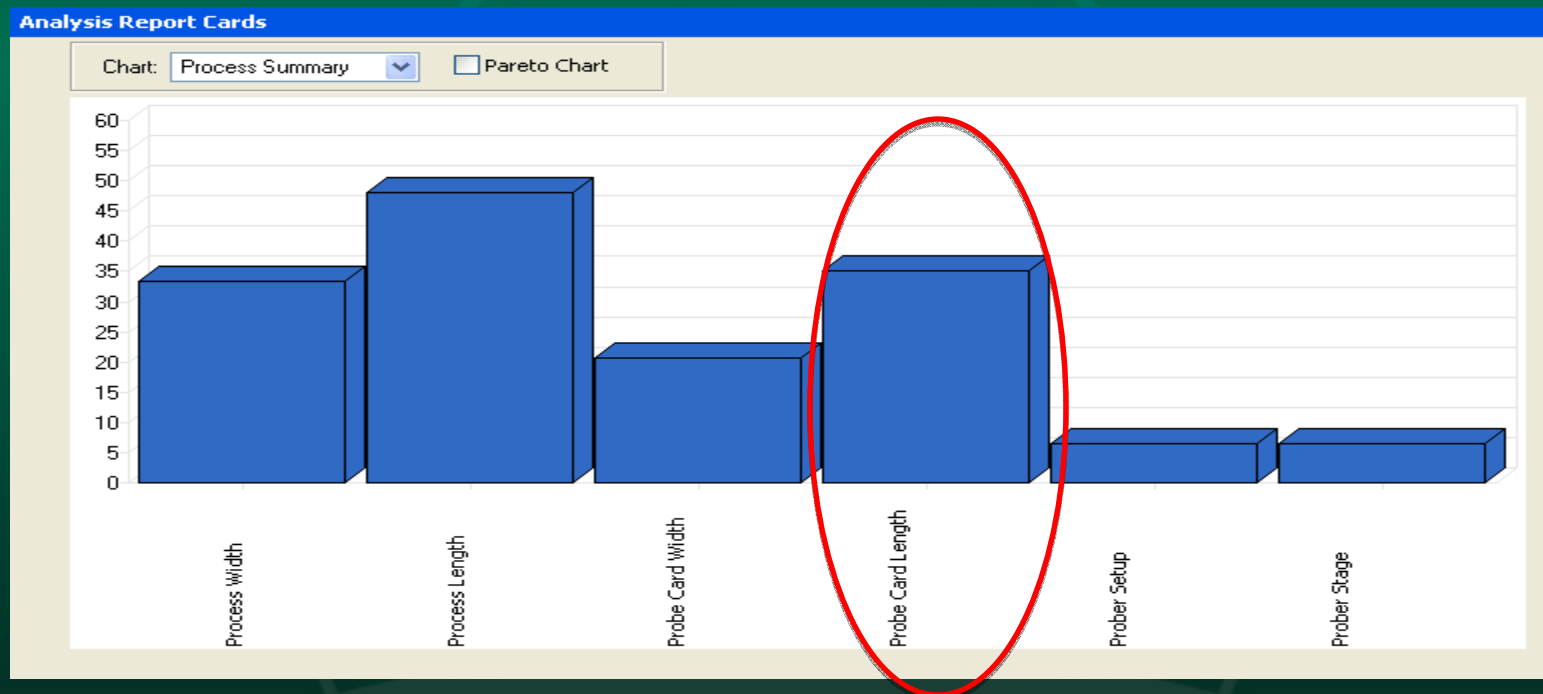 Analysis Report Cards
Chart: Process Summary Pareto Chart
60
55
50
45
40
35
30
25
20
15
10
5
0
Process Width
Process Length
Probe Card Width
Probe Card Length
Prober Setup
Prober Stage